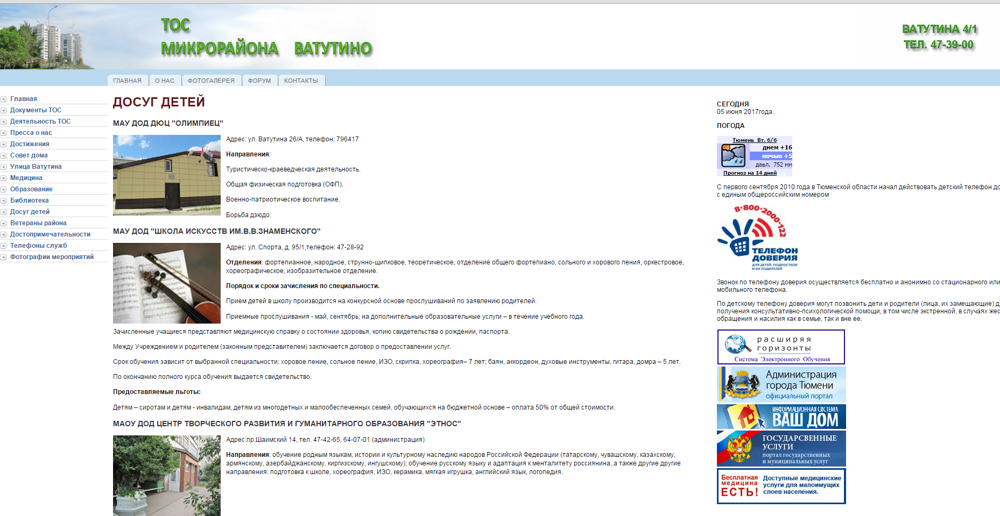 ТОС
МИКРОРАЙОНА ВАТУТИНО
ВАТУТИНА 4/1
ТЕЛ. 47-39-00
ГЛАВНАЯ
О НАС
ФОТОГАЛЕРЕЯ
ФОРУМ
КОНТАКТЫ
Главная
Документы ТОС
Деятельность ТОС
Пресса о нас
Достижения
Совет дома
Улица Ватутина
Медицина
Образование
Библиотека
Досуг детей
Ветераны района
Достопримечательности
Телефоны служб
Фотографии мероприятий
ДОСУГ ДЕТЕЙ
МАУ ДОД ДЮЦ "ОЛИМПИЕЦ"
Адрес: ул. Ватутина 26/А, телефон: 796417
Направления:
Туристическо-краеведческая деятельность.
Общая физическая подготовка (ОФП).
Военно-патриотическое воспитание.
Борьба дзюдо.
МАУ ДОД "ШКОЛА ИСКУССТВ ИМ.В.В.ЗНАМЕНСКОГО"
Адрес: ул. Спорта, д. 95/1,телефон: 47-28-92
Отделения: фортепианное, народное, струнно-щипковое, теоретическое, отделение общего фортепиано, сольного и хорового пения, оркестровое,
хореографическое, изобразительное отделение.
Порядок и сроки зачисления по специальности.
Прием детей в школу производится на конкурсной основе прослушиваний по заявлению родителей.
Приемные прослушивания - май, сентябрь; на дополнительные образовательные услуги – в течение учебного года.
Зачисленные учащиеся представляют медицинскую справку о состоянии здоровья, копию свидетельства о рождении, паспорта.
Между Учреждением и родителем (законным представителем) заключается договор о предоставлении услуг.
Срок обучения зависит от выбранной специальности: хоровое пение, сольное пение, ИЗО, скрипка, хореография– 7 лет; баян, аккордеон, духовые инструменты, гитара, домра – 5 лет.
По окончанию полного курса обучения выдается свидетельство.
Предоставляемые льготы:
Детям – сиротам и детям - инвалидам, детям из многодетных и малообеспеченных семей, обучающихся на бюджетной основе – оплата 50% от общей стоимости.
МАОУ ДОД ЦЕНТР ТВОРЧЕСКОГО РАЗВИТИЯ И ГУМАНИТАРНОГО ОБРАЗОВАНИЯ "ЭТНОС"
Адрес:пр.Шаимский 14, тел. 47-42-65, 64-07-01 (администрация)
Направления: обучение родным языкам, истории и культурному наследию народов Российской Федерации (татарскому, чувашскому, казахскому,
армянскому, азербайджанскому, киргизскому, ингушскому); обучение русскому языку и адаптация к менталитету россиянина, а также другие другие
направления: подготовка к школе, хореография, ИЗО, керамика, мягкая игрушка, английский язык, логопедия.
СЕГОДНЯ
05 июня 2017года.
ПОГОДА
Тюмень Вт. 6/6
днем +16
ночью +5
давл. 752 мм
Прогноз на 14 дней
С первого сентября 2010 года в Тюменской области начал действовать детский телефон до
с единым общероссийским номером
8-800-2000-122
ТЕЛЕФОН
ДОВЕРИЯ
ДЛЯ ДЕТЕЙ, ПОДРОСТКОВ
И ИХ РОДИТЕЛЕЙ
Звонок по телефону доверия осуществляется бесплатно и анонимно со стационарного или
мобильного телефона.
По детскому телефону доверия могут позвонить дети и родители (лица, их замещающие) д
получения консультативно-психологической помощи, в том числе экстренной, в случаях жес
обращения и насилия как в семье, так и вне ее.
расширяя
горизонты
Система Электронного Обучения
Администрация
города Тюмени
официальный портал
ИНФОРМАЦИОННАЯ СИСТЕМА
ВАШ ДОМ
ГОСУДАРСВЕННЫЕ
УСЛУГИ
портал государственных
и муниципальных услуг
Бесплатная
медицина
ЕСТЬ!
Доступные медицинские
услуги для малоимущих
слоев населения.